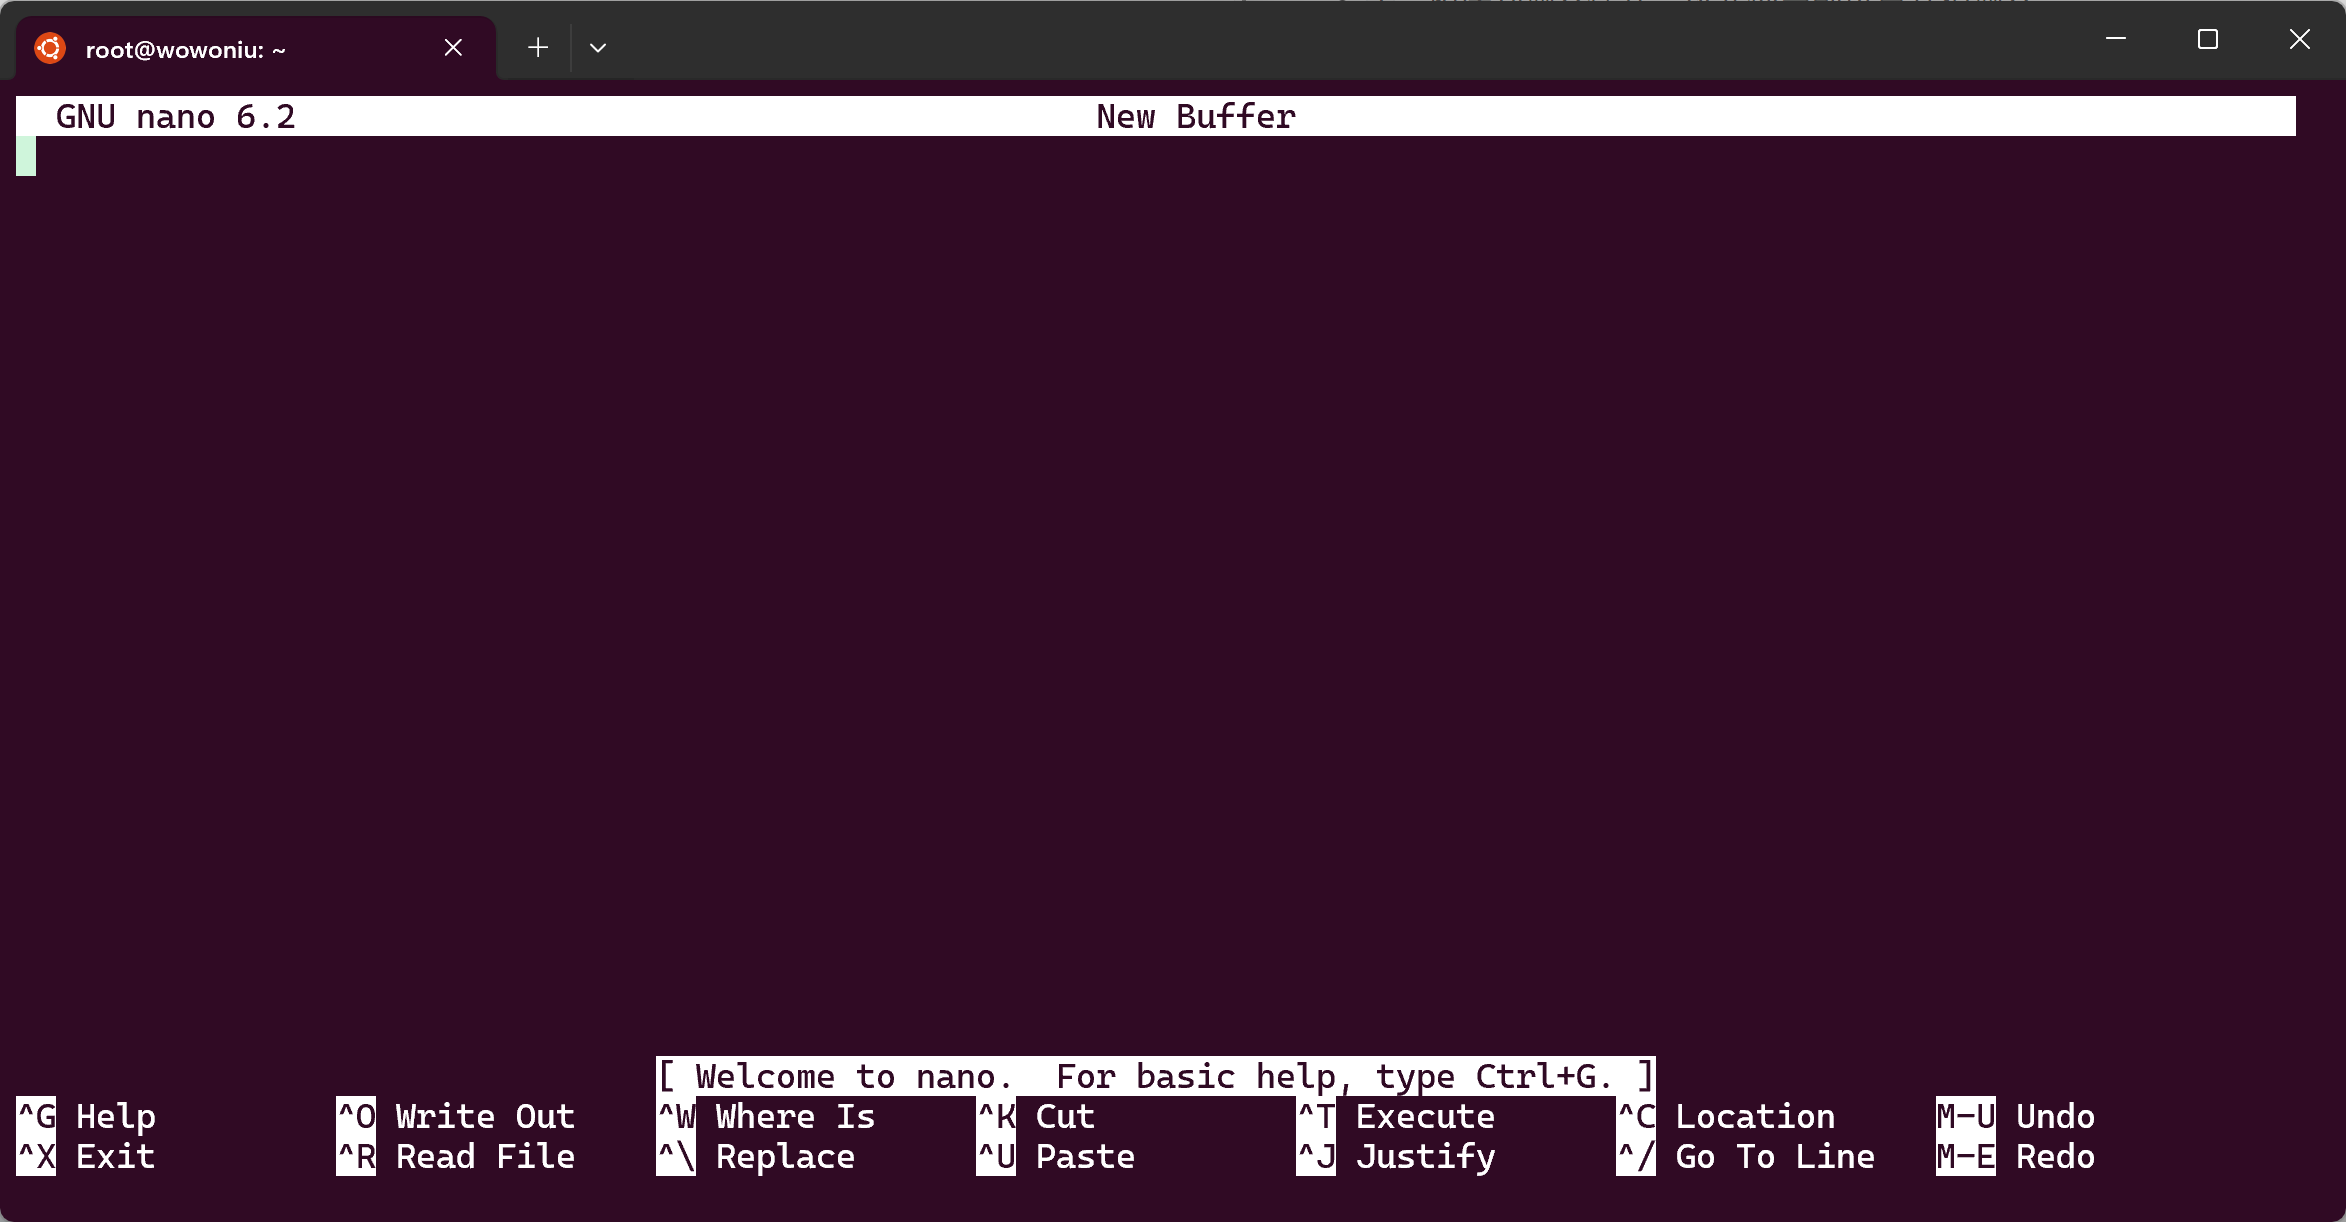 root@wowoniu: ~
GNU nano 6.2 New Buffer
[ Welcome to nano.  For basic help, type Ctrl+G. ]
^G Help ^O Write Out ^W Where Is ^K Cut ^T Execute ^C Location M-U Undo
^X Exit ^R Read File ^\ Replace ^U Paste ^J Justify ^/ Go To Line M-E Redo